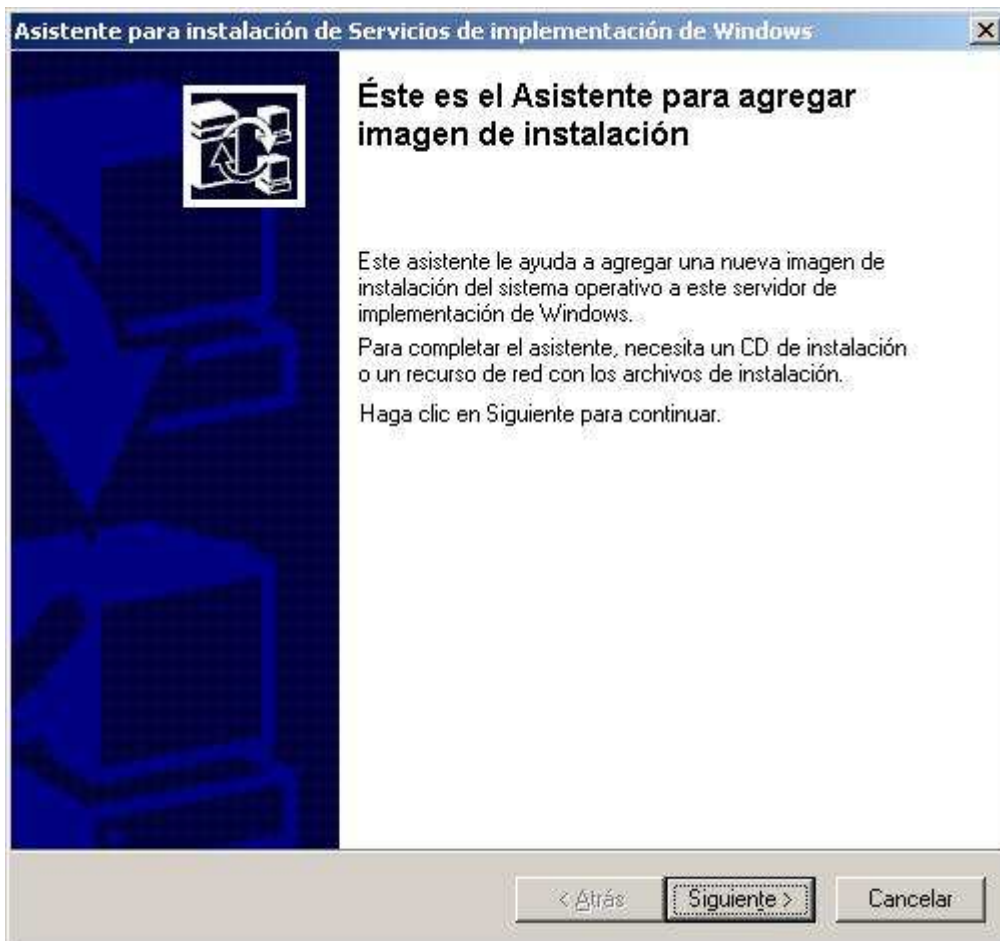 Asistente para instalación de Servicios de implementación de Windows
Éste es el Asistente para agregar
imagen de instalación
Este asistente le ayuda a agregar una nueva imagen de
instalación del sistema operativo a este servidor de
implementación de Windows.
Para completar el asistente, necesita un CD de instalación
o un recurso de red con los archivos de instalación.
Haga clic en Siguiente para continuar.
< Atrás
Siguiente >
Cancelar